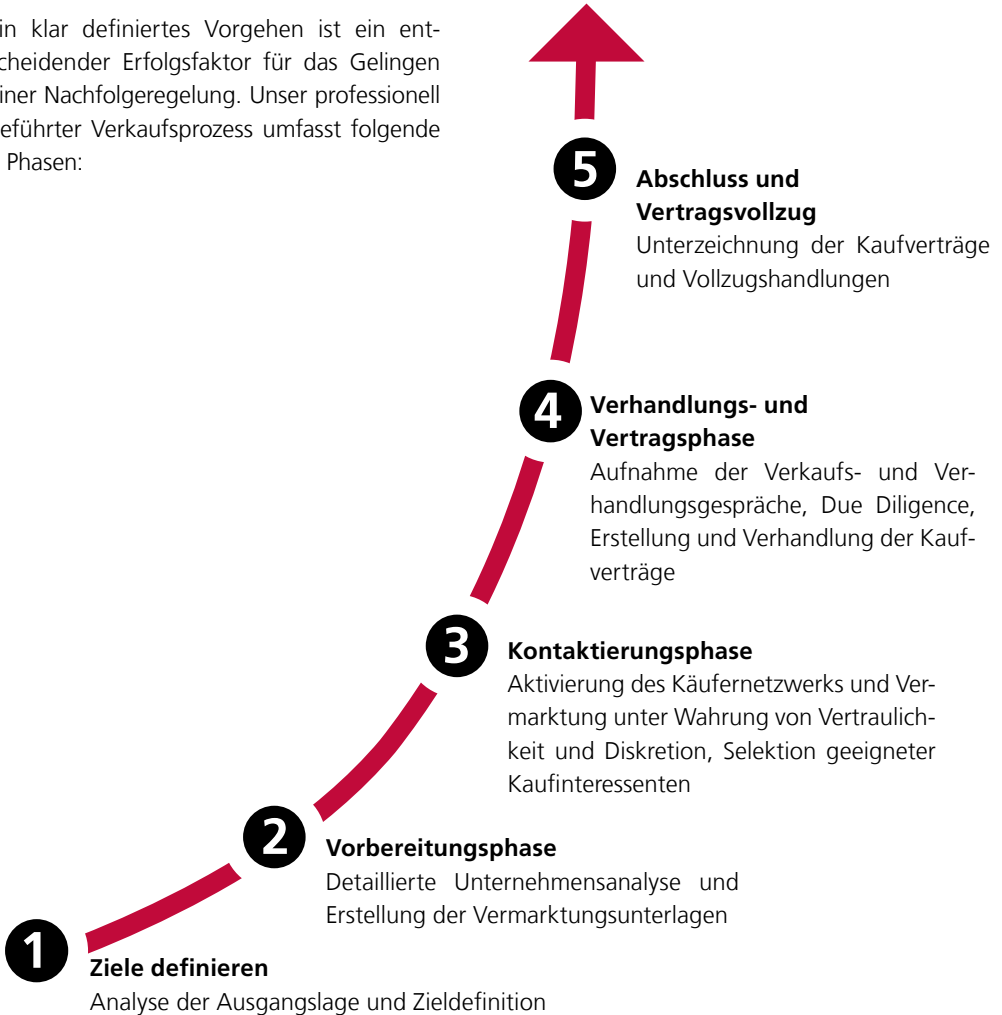 in klar definiertes Vorgehen ist ein ent-
cheidender Erfolgsfaktor für das Gelingen
iner Nachfolgeregelung. Unser professionell
eführter Verkaufsprozess umfasst folgende
Phasen:
5
Abschluss und
Vertragsvollzug
Unterzeichnung der Kaufverträge
und Vollzugshandlungen
4
Verhandlungs- und
Vertragsphase
Aufnahme der Verkaufs- und Ver-
handlungsgespräche, Due Diligence,
Erstellung und Verhandlung der Kauf-
verträge
3
Kontaktierungsphase
Aktivierung des Käufernetzwerks und Ver-
marktung unter Wahrung von Vertraulich-
keit und Diskretion, Selektion geeigneter
Kaufinteressenten
2
Vorbereitungsphase
Detaillierte Unternehmensanalyse und
Erstellung der Vermarktungsunterlagen
1
Ziele definieren
Analyse der Ausgangslage und Zieldefinition